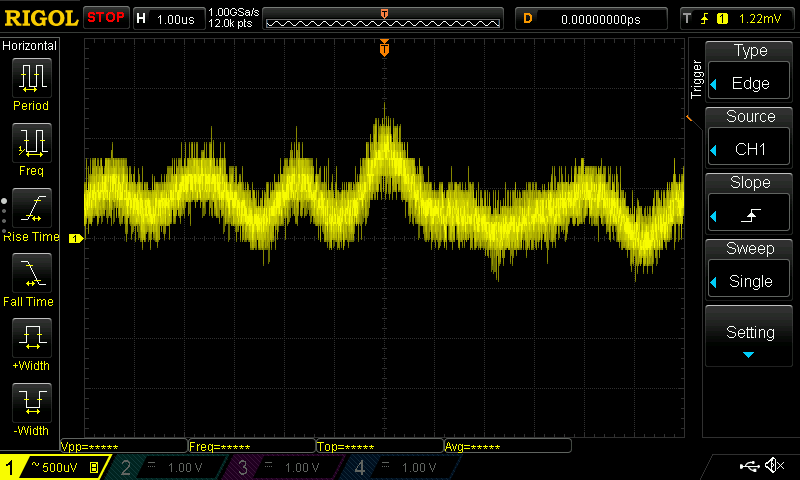 RIGOL STOP H 1.00us 1.00GSa/s 12.0k pts T D 0.00000000ps T 1 1.22mV
Horizontal
Period
Freq
Rise Time
Fall Time
+Width
-Width
T
1
Trigger
Type
Edge
Source
CH1
Slope
Sweep
Single
Setting
Vpp=***** Freq=***** Top=***** Avg=*****
1 ~ 500uV B 2 1.00 V 3 1.00 V 4 1.00 V